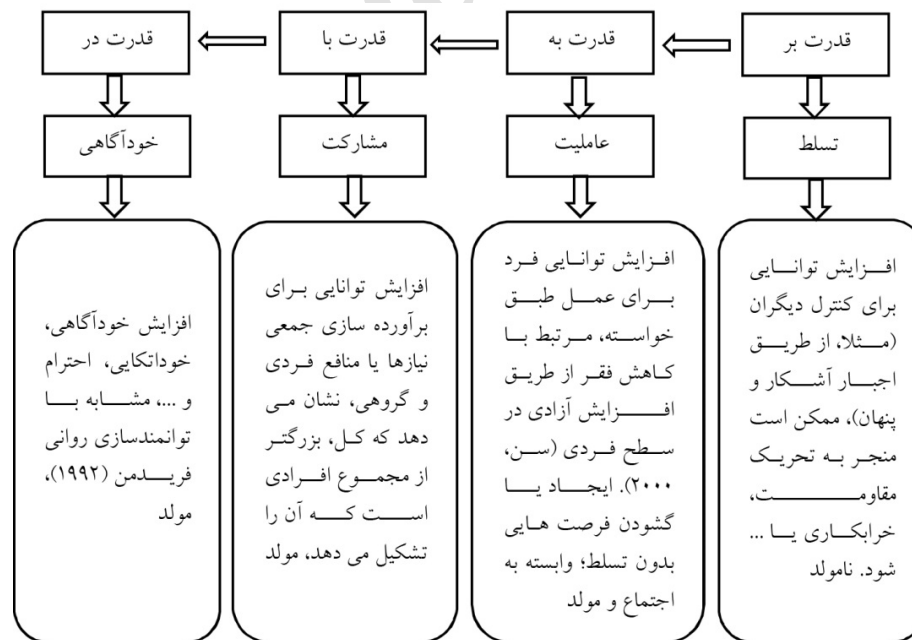 قدرت بر
قدرت به
قدرت با
قدرت در
تسلط
عاملیت
مشارکت
خودآگاهی
افزایش توانایی
برای کنترل دیگران
(مثلا، از طریق
اجبار آشکار و
پنهان)، ممکن است
منجر به تحریک
مقاومت،
خرابکاری یا ...
شود. نامولد
افزایش توانایی فرد
برای عمل طبق
خواسته، مرتبط با
کاهش فقر از طریق
افزایش آزادی در
سطح فردی (سن،
۲۰۰۰). ایجاد یا
گشودن فرصت هایی
بدون تسلط؛ وابسته به
اجتماع و مولد
افزایش توانایی برای
برآورده سازی جمعی
نیازها یا منافع فردی
و گروهی، نشان می
دهد که کل، بزرگتر
از مجموع افرادی
است که آن را
تشکیل می دهد، مولد
افزایش خودآگاهی،
خوداتکایی، احترام
و ...، مشابه با
توانمندسازی روانی
فریدمن (۱۹۹۲)،
مولد